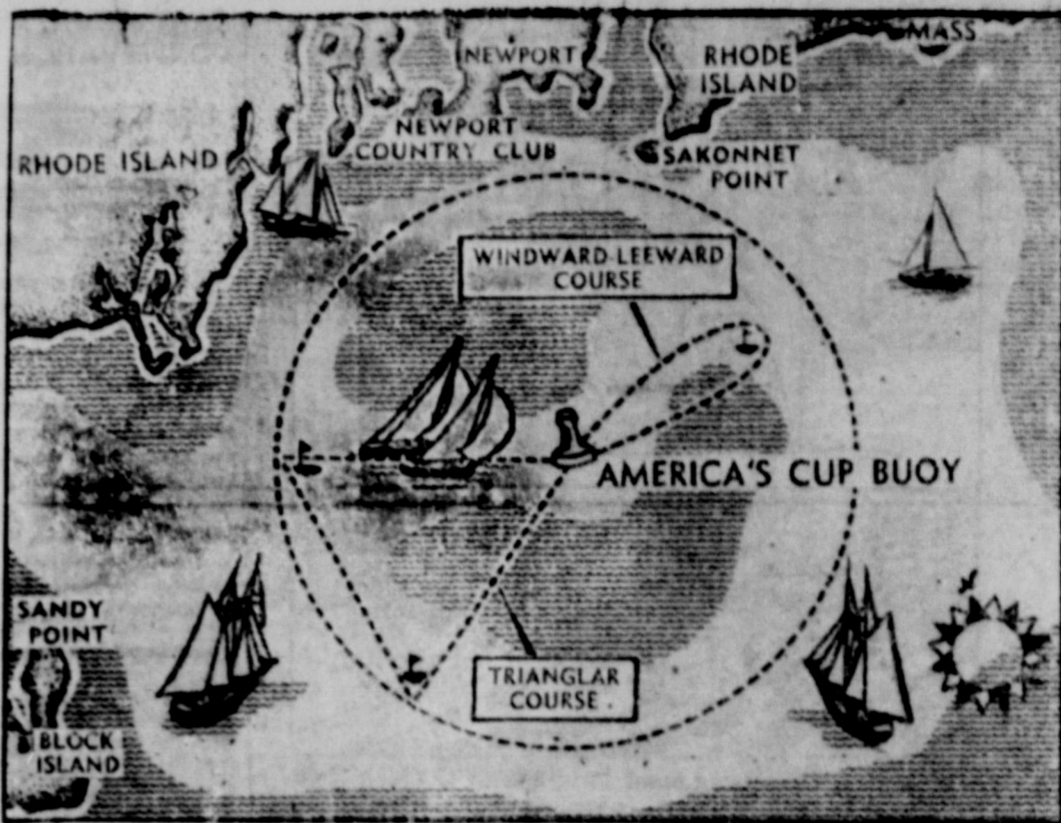 MASS
NEWPORT
RHODE
ISLAND
NEWPORT
COUNTRY CLUB
RHODE ISLAND
SAKONNET
POINT
WINDWARD-LEEWARD
COURSE
AMERICA'S CUP BUOY
SANDY
POINT
TRIANGLAR
COURSE
BLOCK
ISLAND